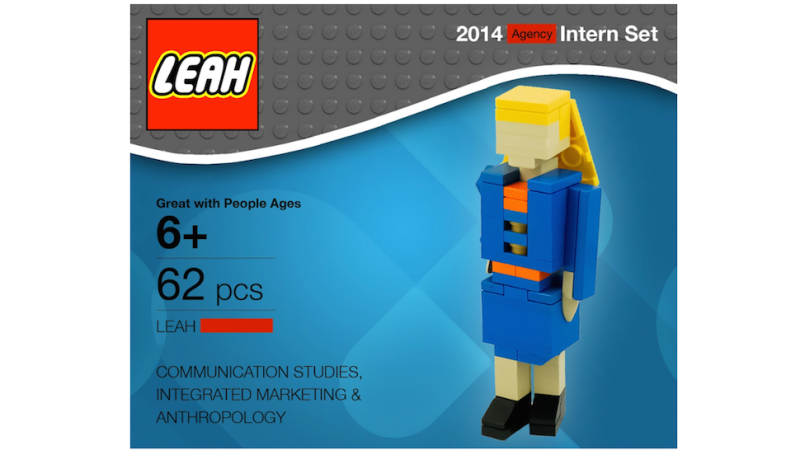 LEAH
2014 Agency Intern Set
Great with People Ages
6+
62 pcs
LEAH
COMMUNICATION STUDIES,
INTEGRATED MARKETING &
ANTHROPOLOGY